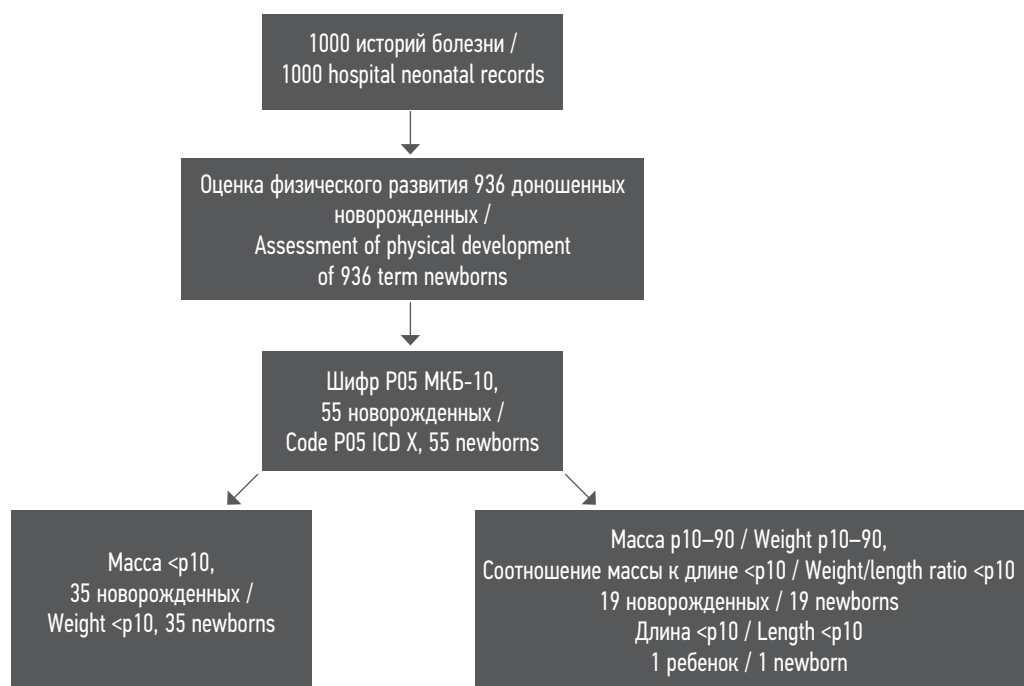 1000 историй болезни /
1000 hospital neonatal records
Оценка физического развития 936 доношенных
новорожденных /
Assessment of physical development
of 936 term newborns
Шифр P05 МКБ-10,
55 новорожденных /
Code P05 ICD X, 55 newborns
Масса <p10,
35 новорожденных /
Weight <p10, 35 newborns
Масса p10–90 / Weight p10–90,
Соотношение массы к длине <p10 / Weight/length ratio <p10
19 новорожденных / 19 newborns
Длина <p10 / Length <p10
1 ребенок / 1 newborn